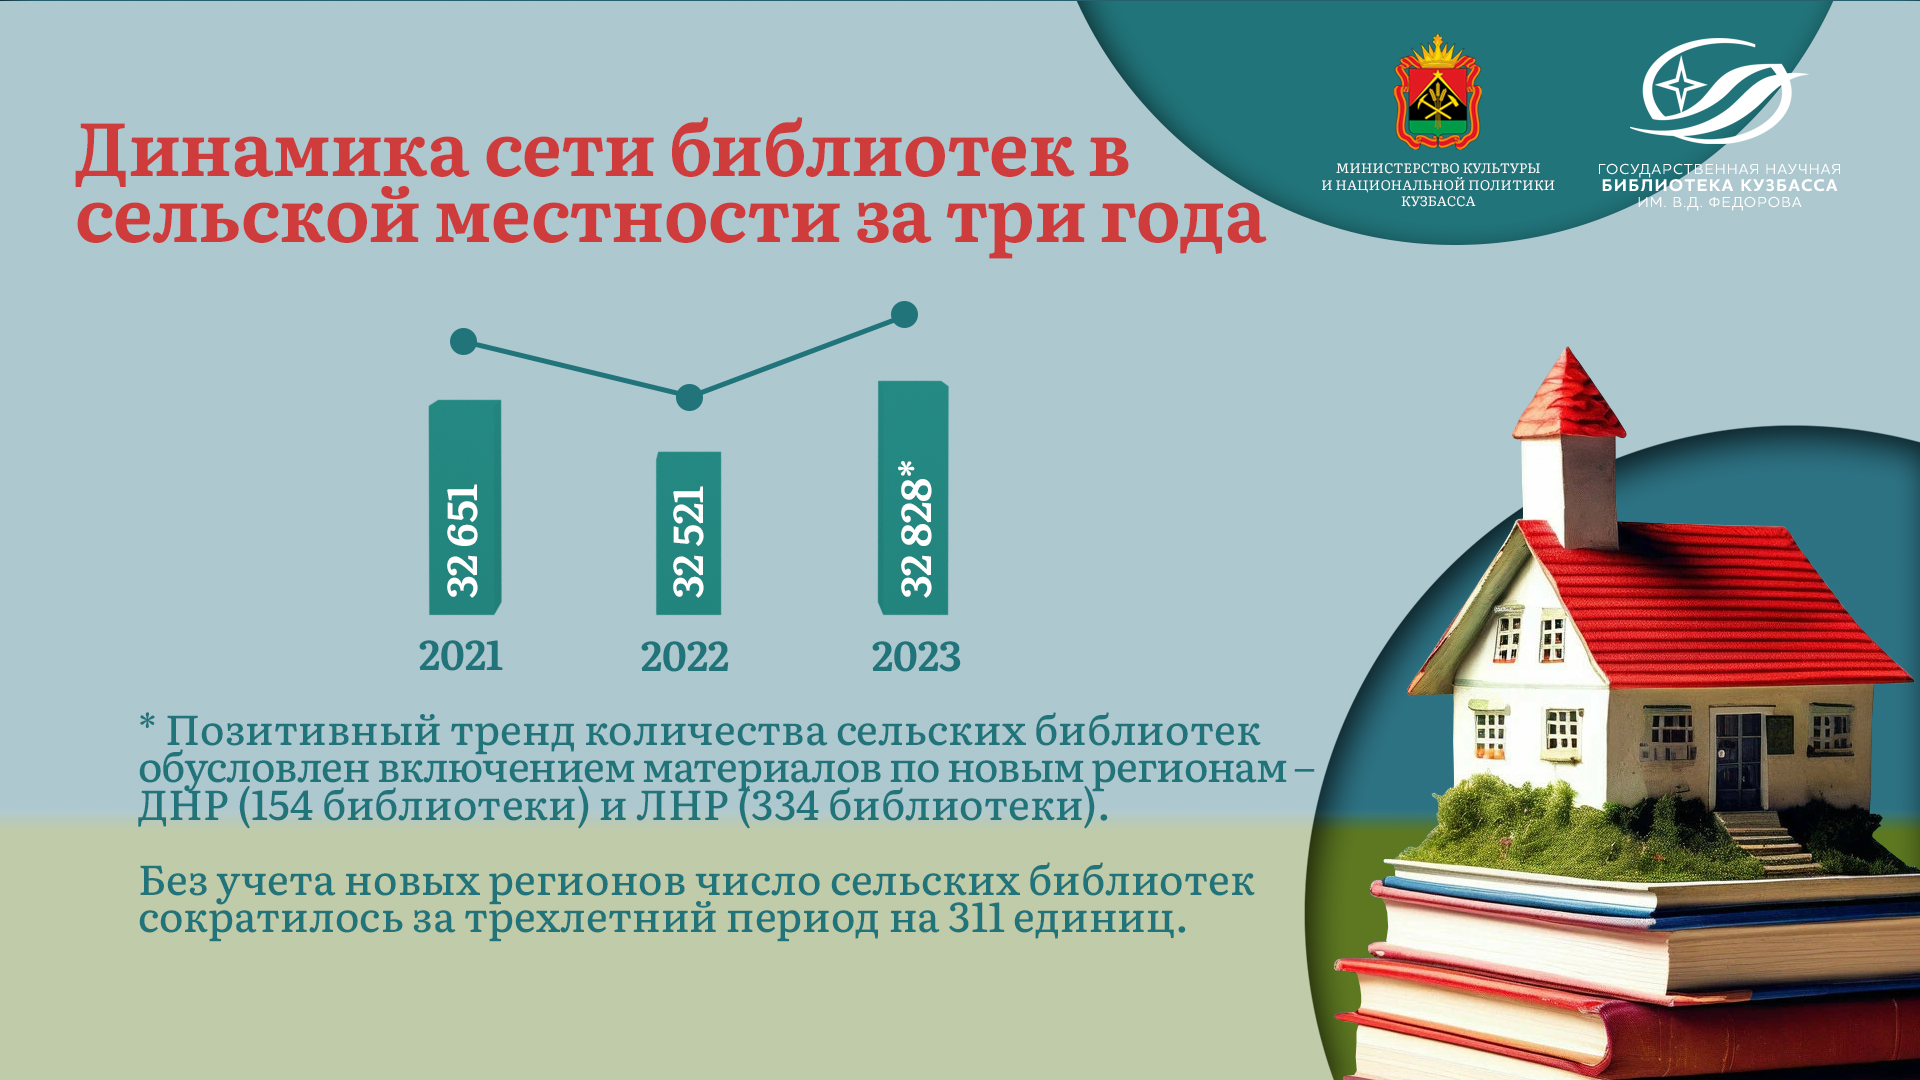 Динамика сети библиотек в
сельской местности за три года
МИНИСТЕРСТВО КУЛЬТУРЫ
И НАЦИОНАЛЬНОЙ ПОЛИТИКИ
КУЗБАССА
ГОСУДАРСТВЕННАЯ НАУЧНАЯ
БИБЛИОТЕКА КУЗБАССА
ИМ. В.Д. ФЕДОРОВА
32 651
32 521
32 828*
2021
2022
2023
* Позитивный тренд количества сельских библиотек
обусловлен включением материалов по новым регионам –
ДНР (154 библиотеки) и ЛНР (334 библиотеки).
Без учета новых регионов число сельских библиотек
сократилось за трехлетний период на 311 единиц.